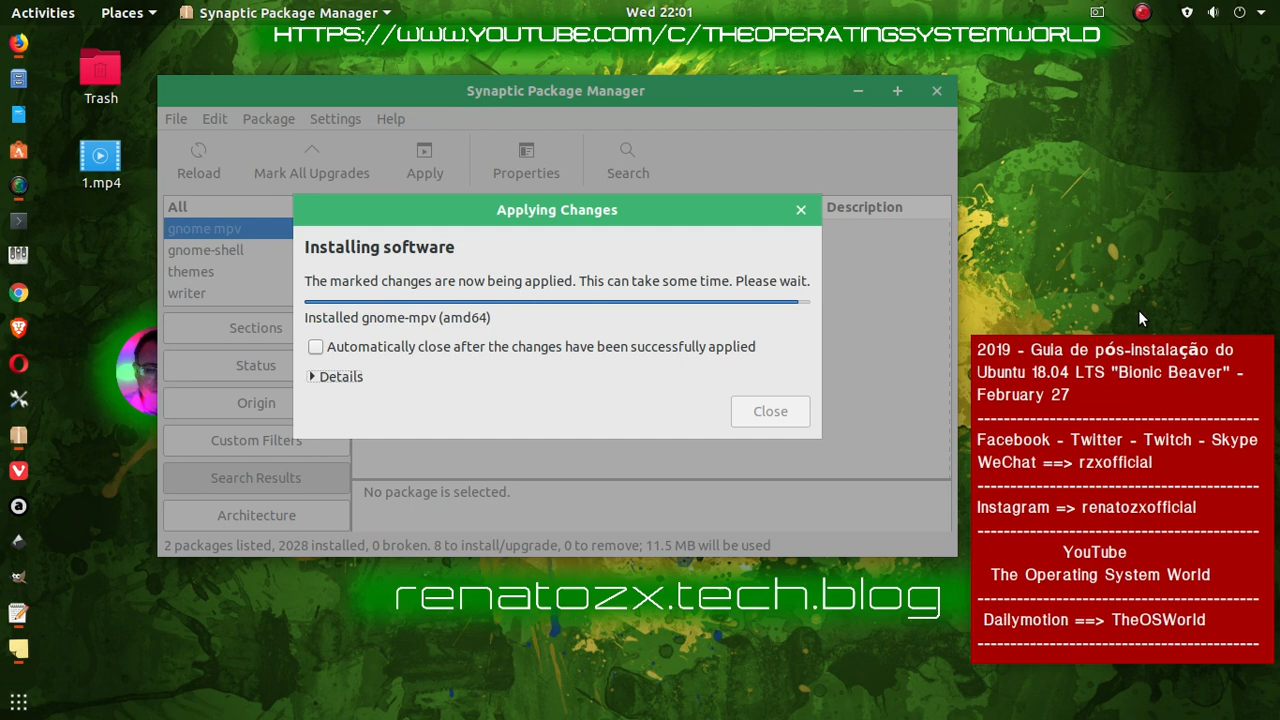 Activities
Places
Synaptic Package Manager
Wed 22:01
HTTPS://WWW.YOUTUBE.COM/C/THEOPERATINGSYSTEMWORLD
Trash
1.mp4
Synaptic Package Manager
File Edit Package Settings Help
Reload Mark All Upgrades Apply Properties Search
All
gnome mpv
gnome-shell
themes
writer
Sections
Status
Origin
Custom Filters
Search Results
Architecture
Description
Applying Changes
Installing software
The marked changes are now being applied. This can take some time. Please wait.
Installed gnome-mpv (amd64)
Automatically close after the changes have been successfully applied
Details
Close
No package is selected.
2 packages listed, 2028 installed, 0 broken. 8 to install/upgrade, 0 to remove; 11.5 MB will be used
renatozx.tech.blog
2019 - Guia de pós-Instalação do
Ubuntu 18.04 LTS "Bionic Beaver" -
February 27
-------------------------------------------
Facebook - Twitter - Twitch - Skype
WeChat ==> rzxofficial
-------------------------------------------
Instagram => renatozxofficial
-------------------------------------------
YouTube
The Operating System World
-------------------------------------------
Dailymotion ==> TheOSWorld
-------------------------------------------